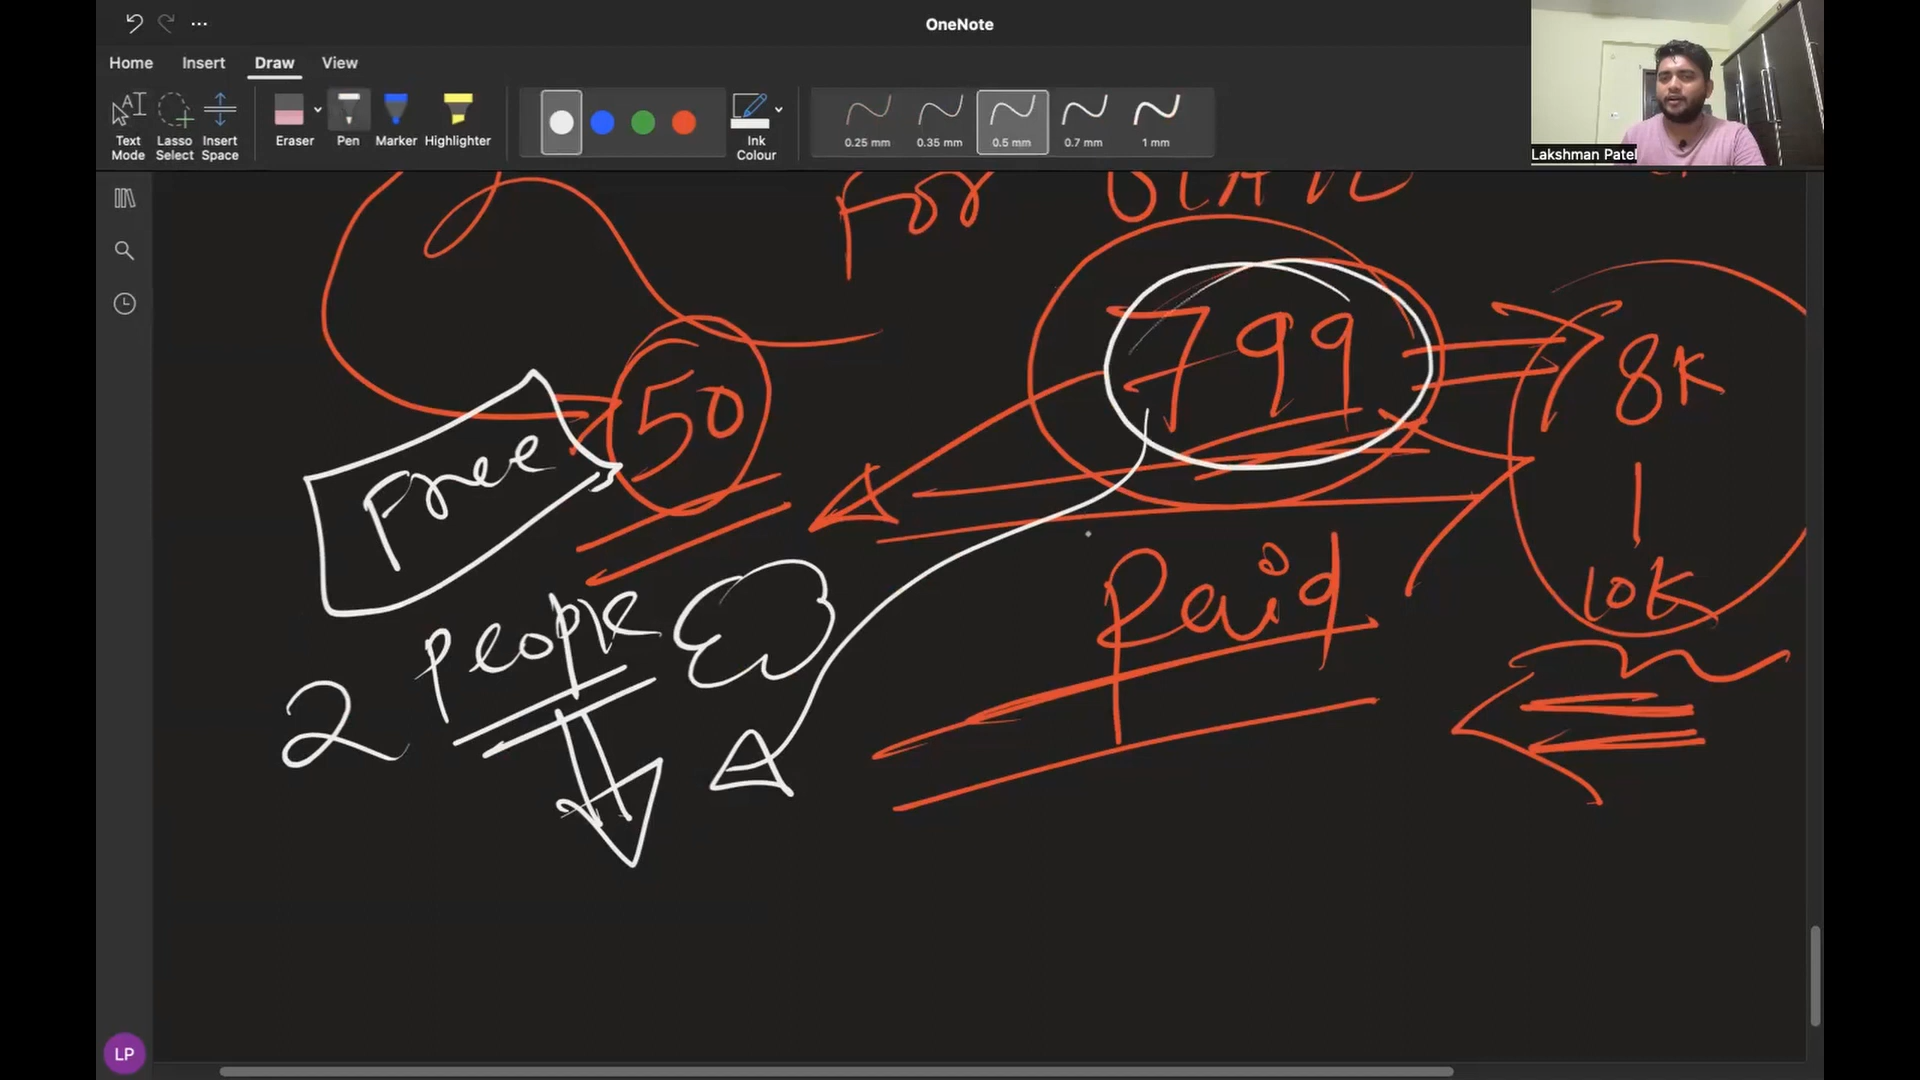 OneNote
Home Insert Draw View
Text Mode
Lasso Select
Insert Space
Eraser
Pen
Marker
Highlighter
Ink Colour
0.25 mm
0.35 mm
0.5 mm
0.7 mm
1 mm
Lakshman Patel
For
799
8K
50
Free
10K
Paid
2 people
LP